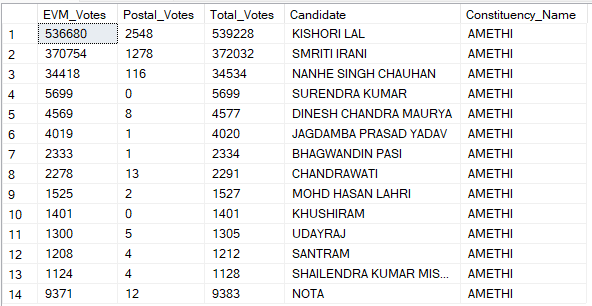 EVM_Votes Postal_Votes Total_Votes Candidate Constituency_Name
1 536680 2548 539228 KISHORI LAL AMETHI
2 370754 1278 372032 SMRITI IRANI AMETHI
3 34418 116 34534 NANHE SINGH CHAUHAN AMETHI
4 5699 0 5699 SURENDRA KUMAR AMETHI
5 4569 8 4577 DINESH CHANDRA MAURYA AMETHI
6 4019 1 4020 JAGDAMBA PRASAD YADAV AMETHI
7 2333 1 2334 BHAGWANDIN PASI AMETHI
8 2278 13 2291 CHANDRAWATI AMETHI
9 1525 2 1527 MOHD HASAN LAHRI AMETHI
10 1401 0 1401 KHUSHIRAM AMETHI
11 1300 5 1305 UDAYRAJ AMETHI
12 1208 4 1212 SANTRAM AMETHI
13 1124 4 1128 SHAILENDRA KUMAR MIS... AMETHI
14 9371 12 9383 NOTA AMETHI